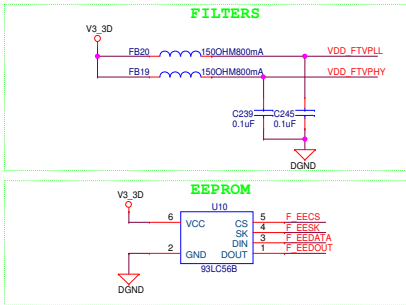 FILTERS
V3_3D
FB20 150OHM800mA VDD_FTVPLL
FB19 150OHM800mA VDD_FTVPHY
C239 C245
0.1uF 0.1uF
DGND
EEPROM
V3_3D
U10
6 VCC CS 5 F_EECS
SK 4 F_EESK
DIN 3 F_EEDATA
2 GND DOUT 1 F_EEDOUT
93LC56B
DGND